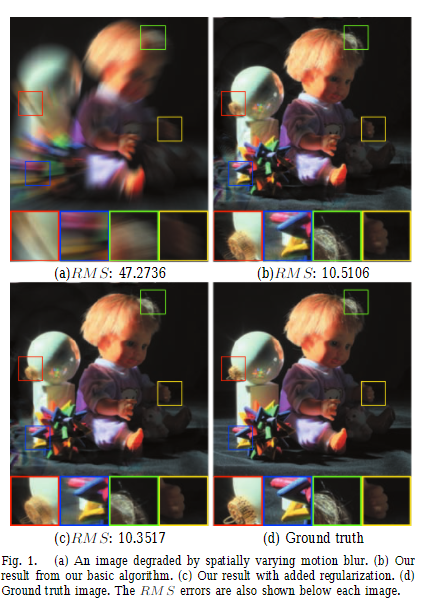 (a)RMS: 47.2736
(b)RMS: 10.5106
(c)RMS: 10.3517
(d) Ground truth
Fig. 1. (a) An image degraded by spatially varying motion blur. (b) Our
result from our basic algorithm. (c) Our result with added regularization. (d)
Ground truth image. The RMS errors are also shown below each image.